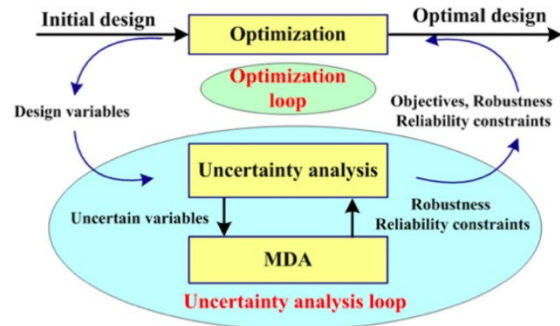 Initial design
Optimization
Optimal design
Optimization
loop
Design variables
Objectives, Robustness
Reliability constraints
Uncertainty analysis
Uncertain variables
Robustness
Reliability constraints
MDA
Uncertainty analysis loop